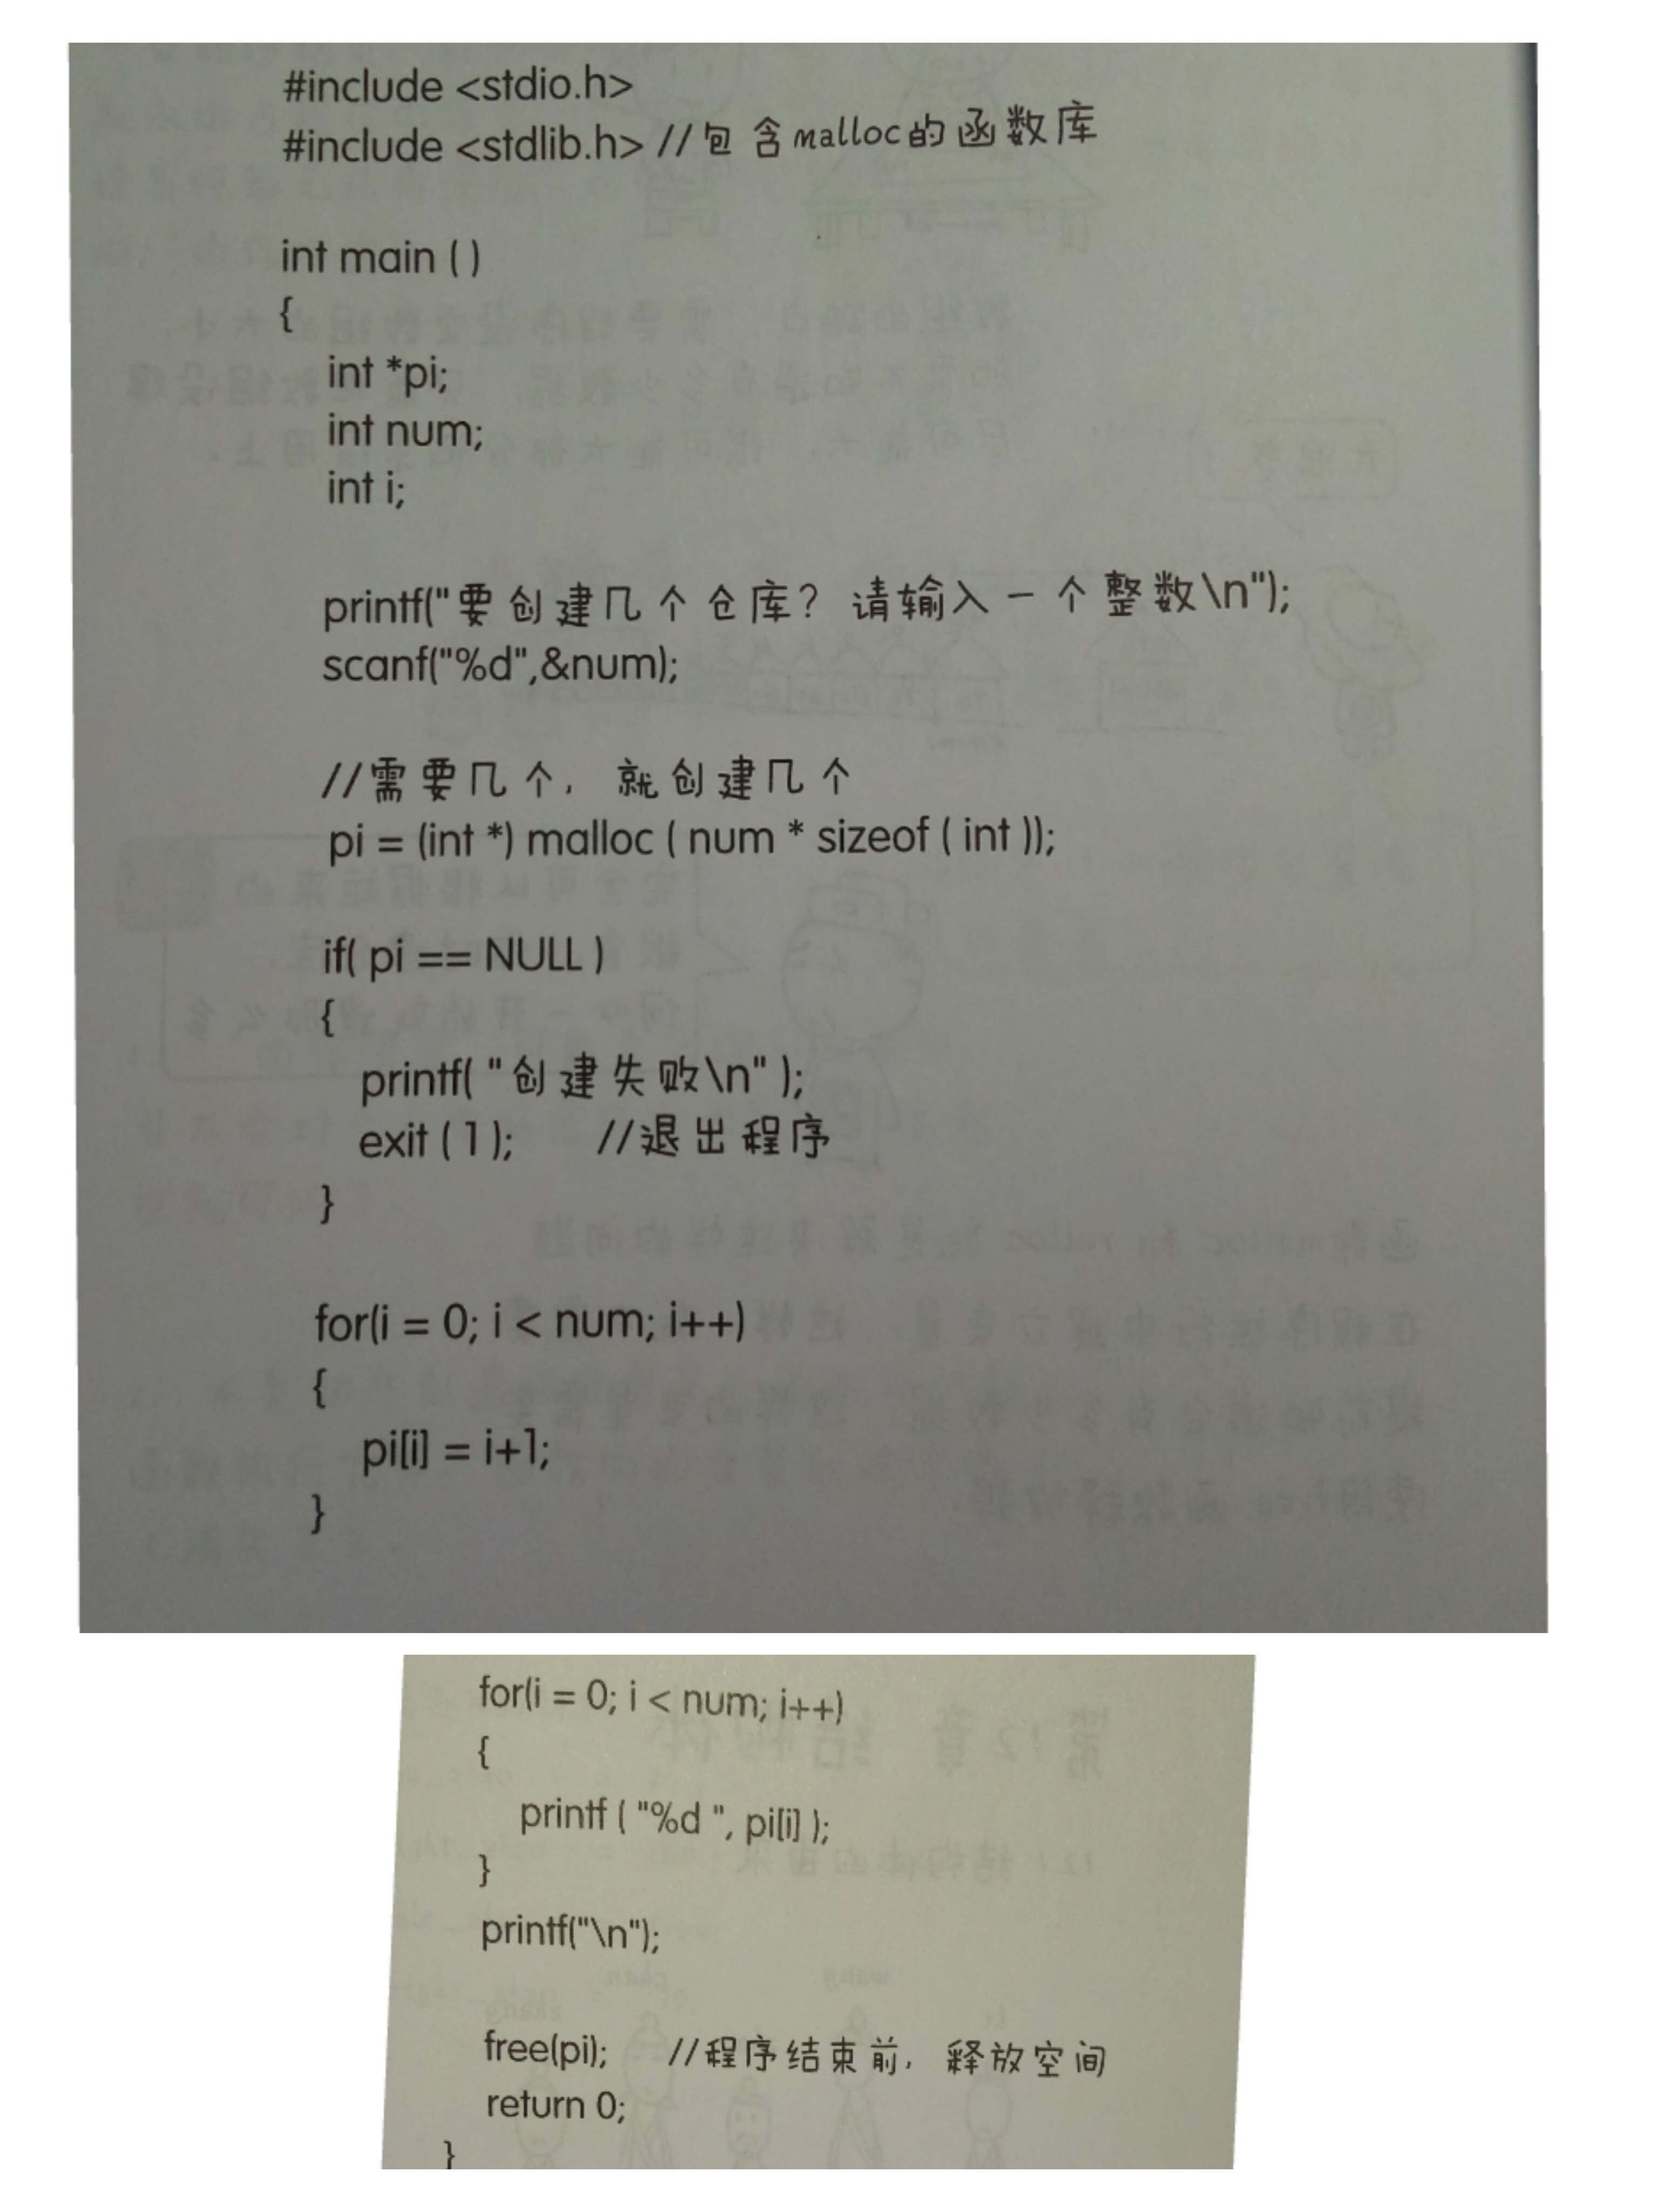 #include <stdio.h>
#include <stdlib.h> //包含malloc的函数库
int main ( )
{
int *pi;
int num;
int i;
printf("要创建几个仓库? 请输入一个整数\n");
scanf("%d",&num);
//需要几个, 就创建几个
pi = (int *) malloc ( num * sizeof ( int ));
if( pi == NULL )
{
printf( "创建失败\n" );
exit ( 1 ); //退出程序
}
for(i = 0; i < num; i++)
{
pi[i] = i+1;
}
for(i = 0; i < num; i++)
{
printf ( "%d ", pi[i] );
}
printf("\n");
free(pi); //程序结束前, 释放空间
return 0;
}